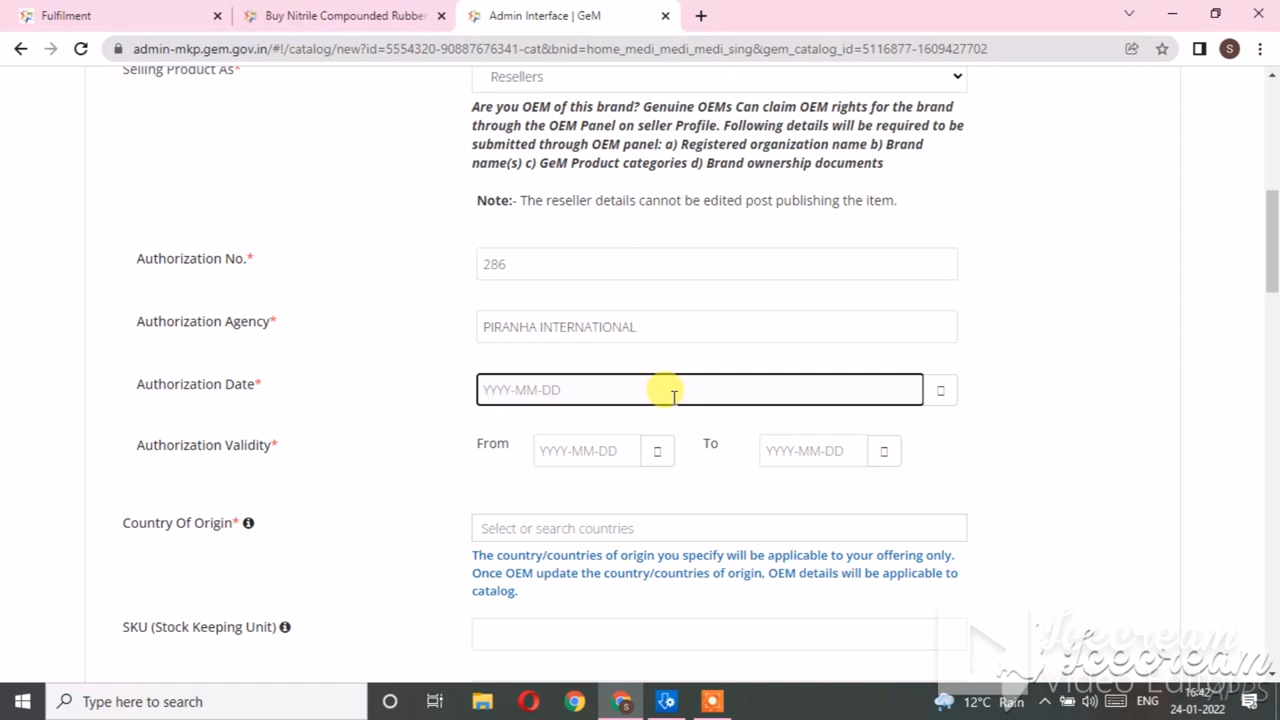 Fulfilment
Buy Nitrile Compounded Rubber
Admin Interface | GeM
admin-mkp.gem.gov.in/#!/catalog/new?id=5554320-90887676341-cat&bnid=home_medi_medi_medi_sing&gem_catalog_id=5116877-1609427702
S
Selling Product As*
Resellers
Are you OEM of this brand? Genuine OEMs Can claim OEM rights for the brand
through the OEM Panel on seller Profile. Following details will be required to be
submitted through OEM panel: a) Registered organization name b) Brand
name(s) c) GeM Product categories d) Brand ownership documents
Note:- The reseller details cannot be edited post publishing the item.
Authorization No.*
286
Authorization Agency*
PIRANHA INTERNATIONAL
Authorization Date*
YYYY-MM-DD
Authorization Validity*
From
YYYY-MM-DD
To
YYYY-MM-DD
Country Of Origin*
Select or search countries
The country/countries of origin you specify will be applicable to your offering only.
Once OEM update the country/countries of origin, OEM details will be applicable to
catalog.
SKU (Stock Keeping Unit)
Icecream
Video Editor
APPS
Type here to search
12°C Rain
ENG
16:42
24-01-2022